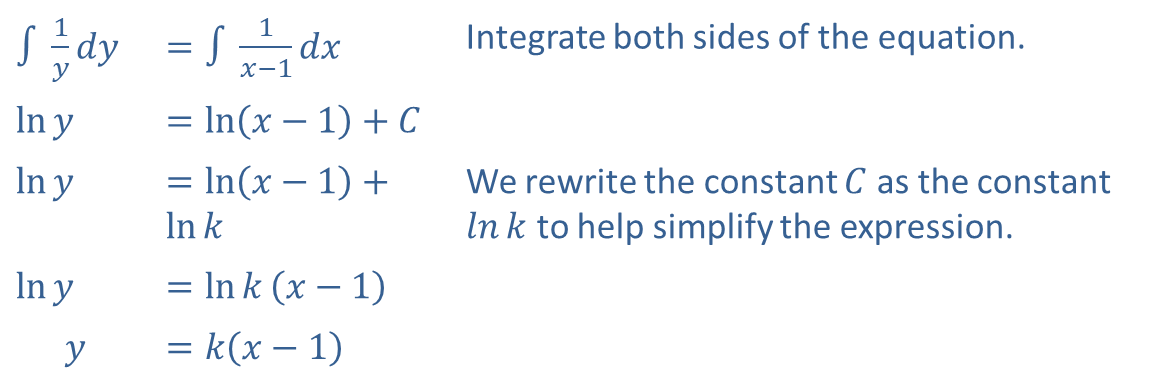 ∫ 1/y dy = ∫ 1/(x−1) dx Integrate both sides of the equation.
ln y = ln(x − 1) + C
ln y = ln(x − 1) + We rewrite the constant C as the constant
ln k ln k to help simplify the expression.
ln y = ln k (x − 1)
y = k(x − 1)